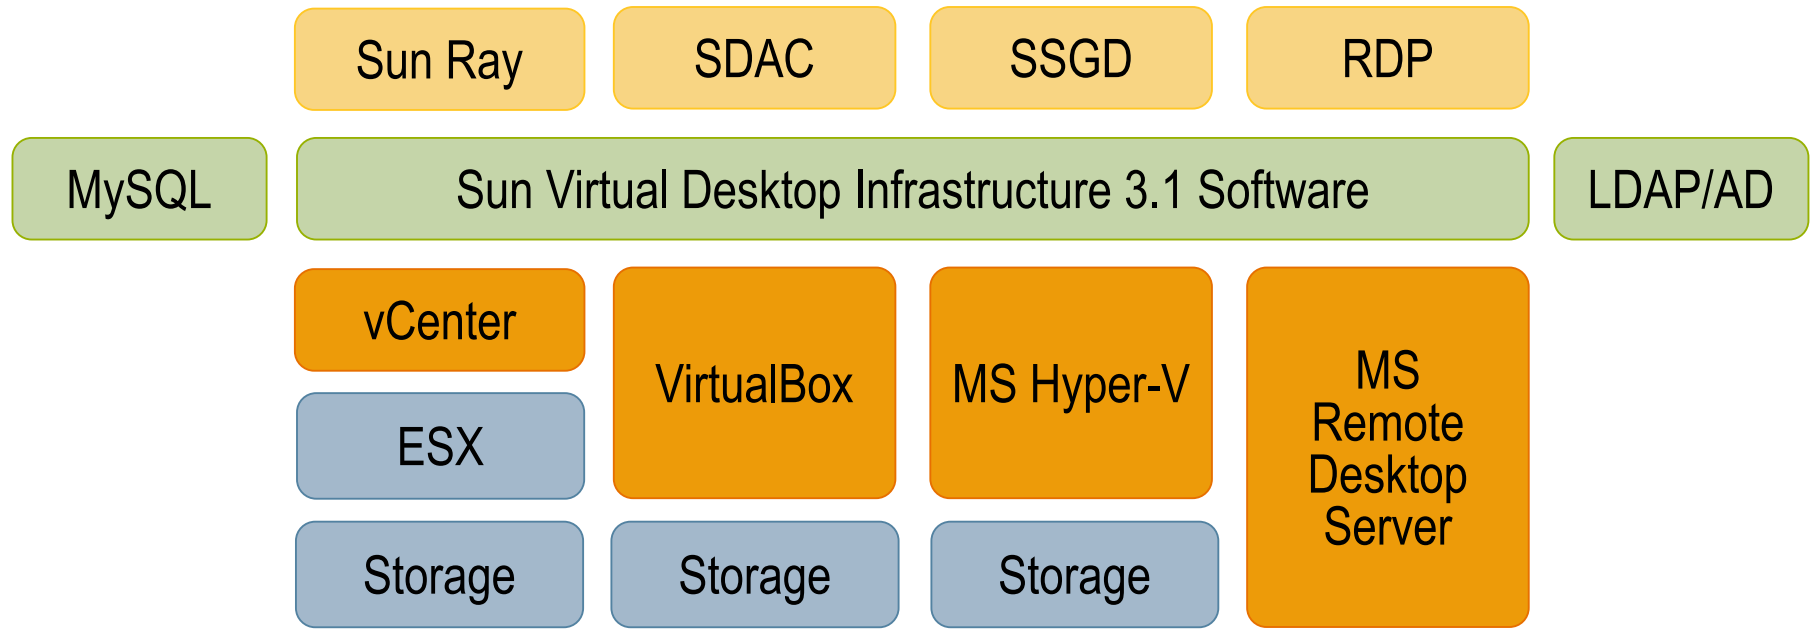 Sun Ray
SDAC
SSGD
RDP
MySQL
Sun Virtual Desktop Infrastructure 3.1 Software
LDAP/AD
vCenter
VirtualBox
MS Hyper-V
MS
Remote
Desktop
Server
ESX
Storage
Storage
Storage